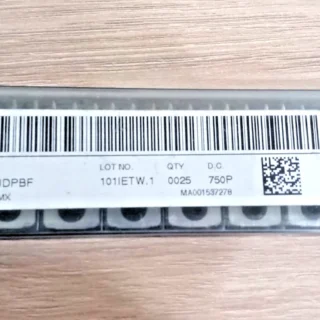 LOT NO. QTY D.C.
DPBF 101IETW.1 0025 750P
MX MA001537278